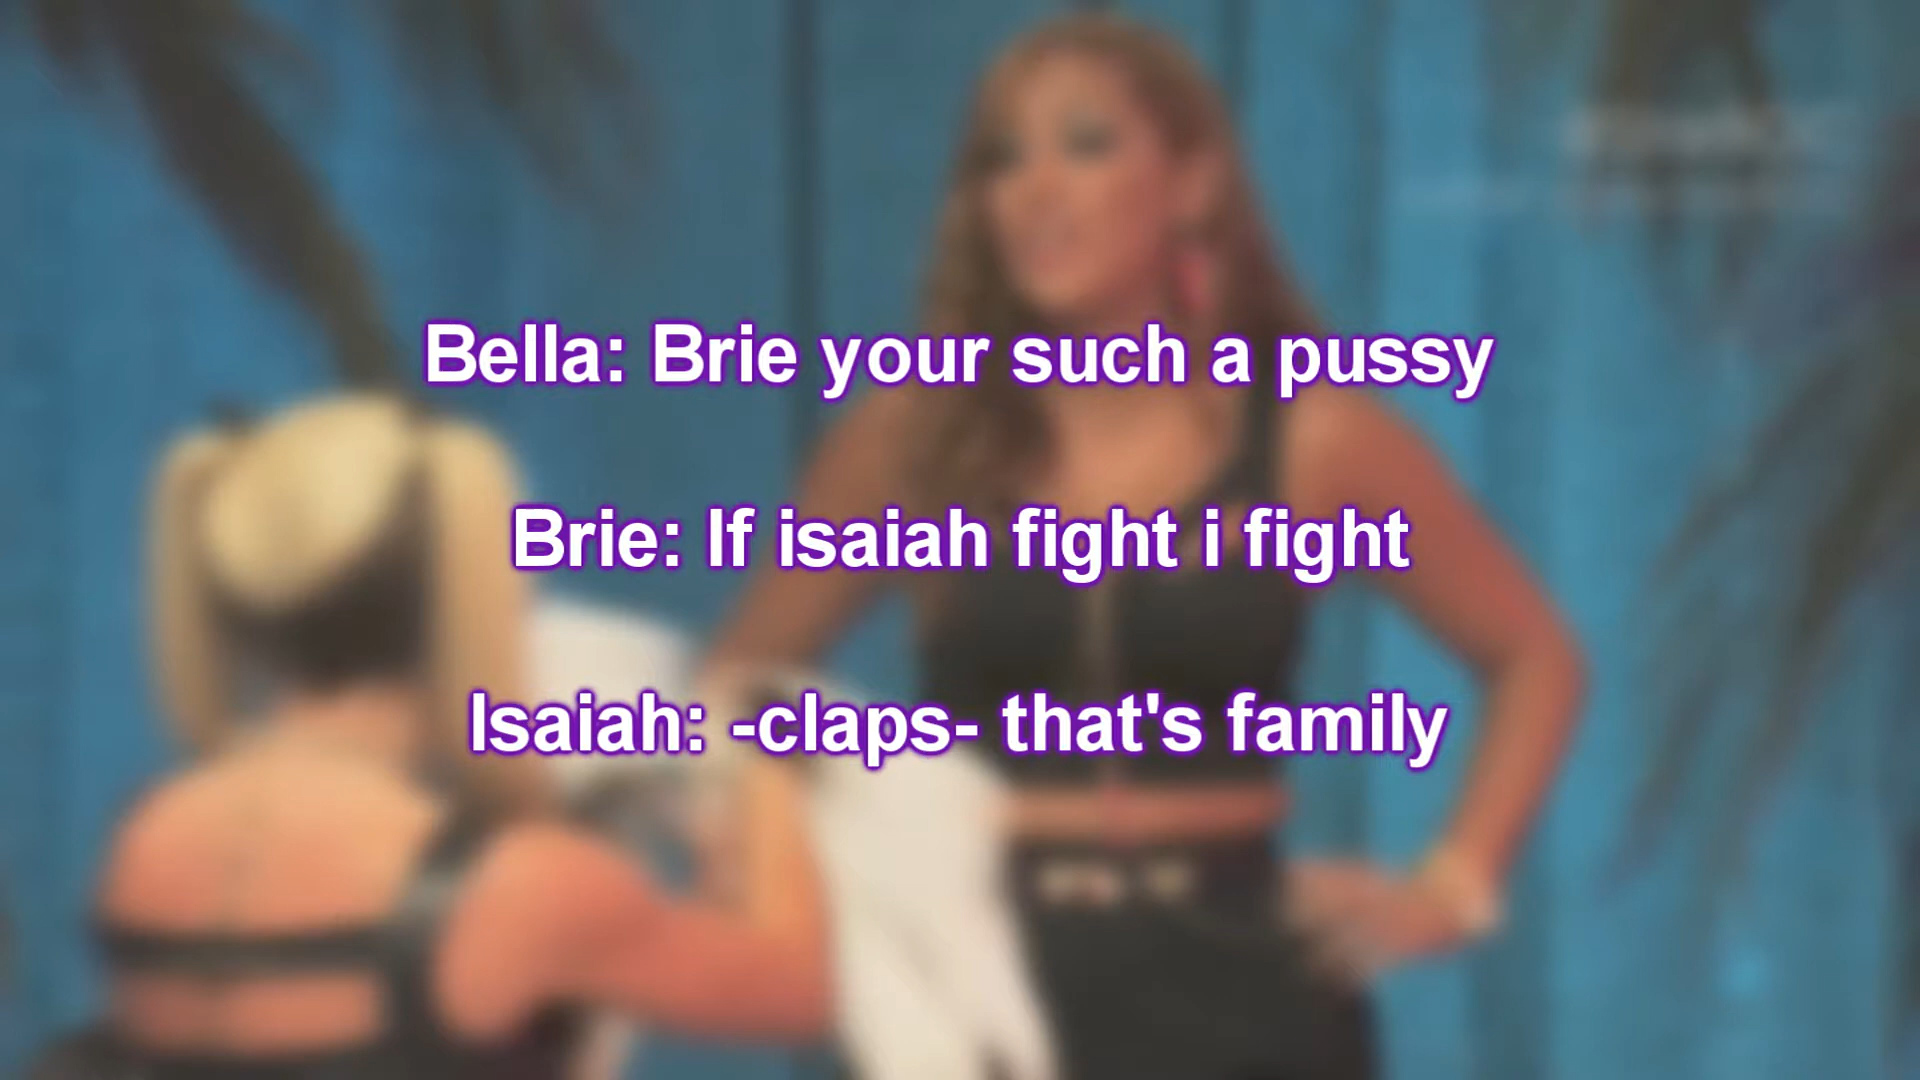 Bella: Brie your such a pussy
Brie: If isaiah fight i fight
Isaiah: -claps- that's family